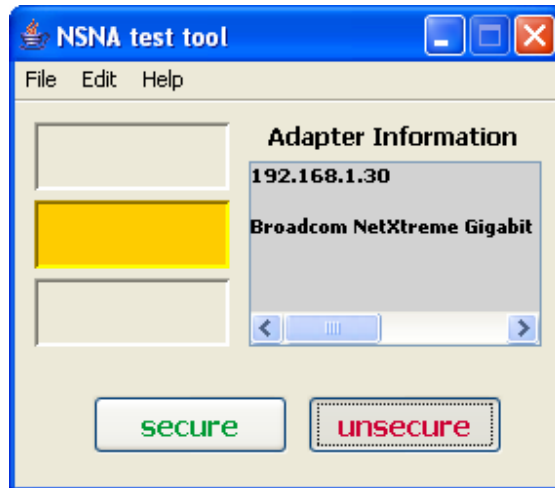 NSNA test tool
File Edit Help
Adapter Information
192.168.1.30
Broadcom NetXtreme Gigabit
secure unsecure